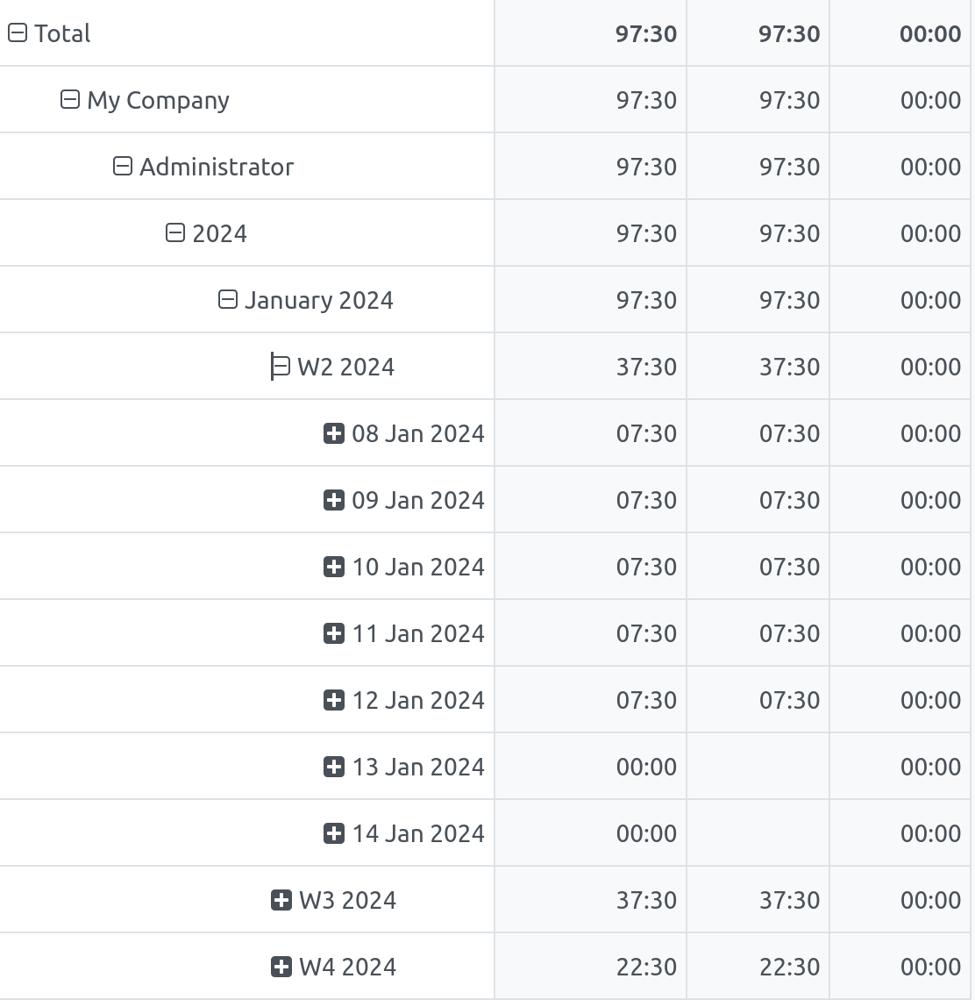 Total 97:30 97:30 00:00
My Company 97:30 97:30 00:00
Administrator 97:30 97:30 00:00
2024 97:30 97:30 00:00
January 2024 97:30 97:30 00:00
W2 2024 37:30 37:30 00:00
08 Jan 2024 07:30 07:30 00:00
09 Jan 2024 07:30 07:30 00:00
10 Jan 2024 07:30 07:30 00:00
11 Jan 2024 07:30 07:30 00:00
12 Jan 2024 07:30 07:30 00:00
13 Jan 2024 00:00 00:00
14 Jan 2024 00:00 00:00
W3 2024 37:30 37:30 00:00
W4 2024 22:30 22:30 00:00